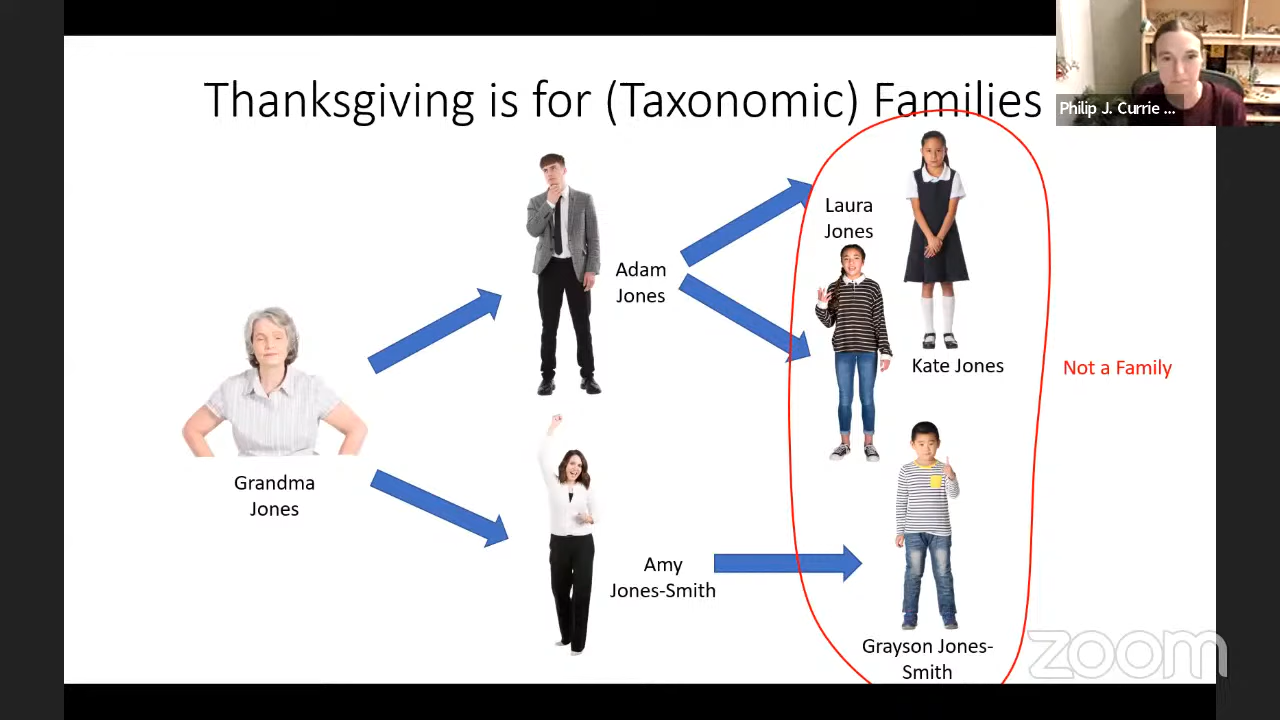 Thanksgiving is for (Taxonomic) Families
Philip J. Currie ...
Laura
Jones
Adam
Jones
Kate Jones
Not a Family
Grandma
Jones
Amy
Jones-Smith
Grayson Jones-
Smith
zoom